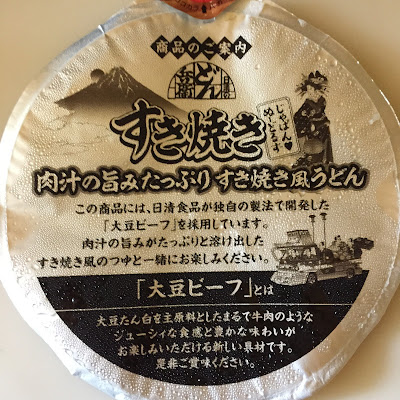 商品のご案内
日清の
どん
兵衛
すき焼き
じゃぱん♥
ぬーどるず
肉汁の旨みたっぷりすき焼き風うどん
この商品には、日清食品が独自の製法で開発した
「大豆ビーフ」を採用しています。
肉汁の旨みがたっぷりと溶け出した
すき焼き風のつゆと一緒にお楽しみください。
「大豆ビーフ」とは
大豆たん白を主原料としたまるで牛肉のような
ジューシィな食感と豊かな味わいが
お楽しみいただける新しい具材です。
是非ご賞味ください。